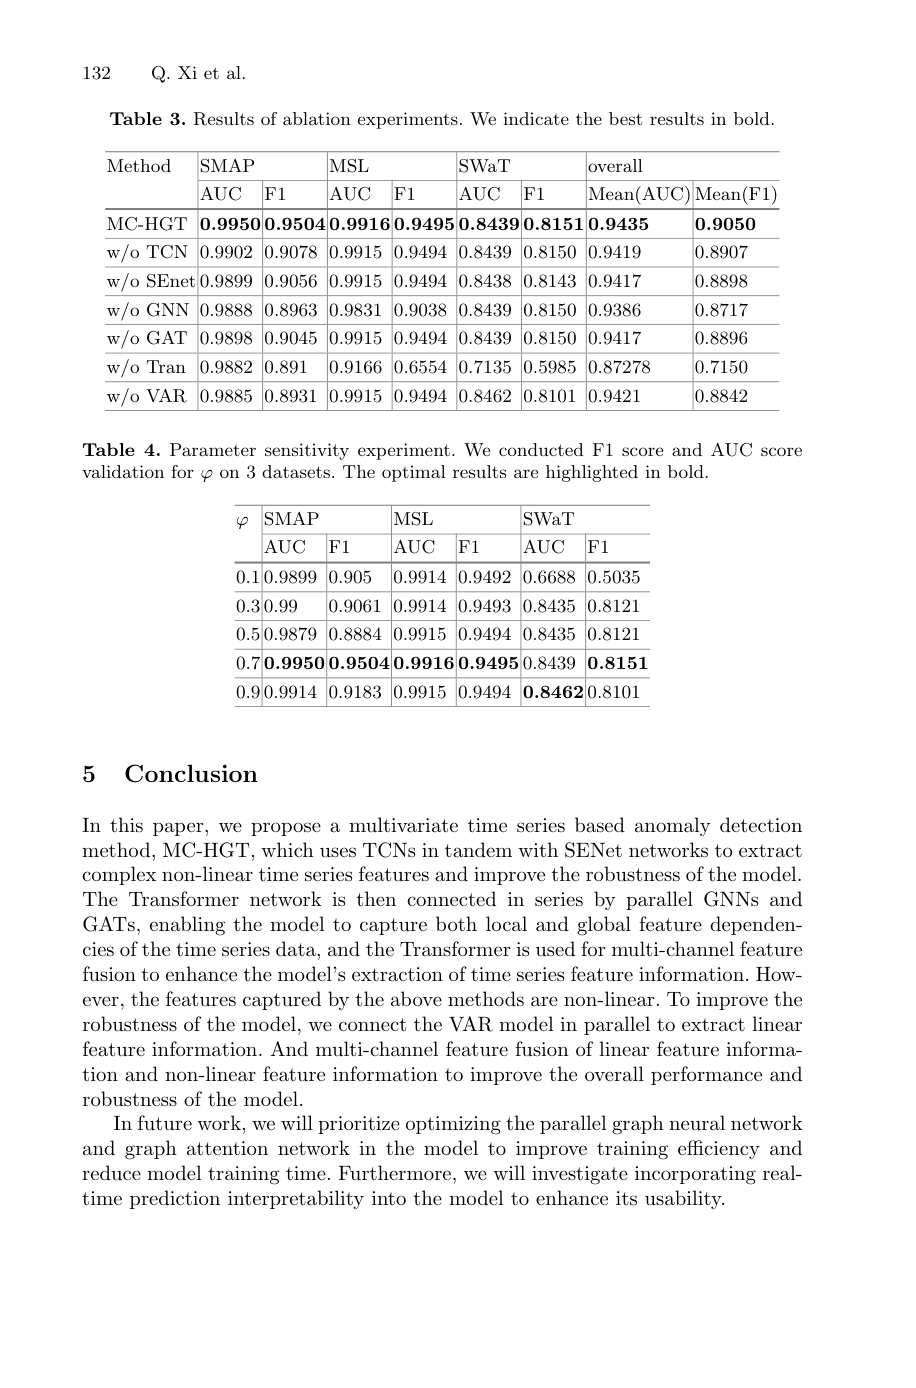 132 Q. Xi et al.
Table 3. Results of ablation experiments. We indicate the best results in bold.
Method SMAP MSL SWaT overall
AUC F1 AUC F1 AUC F1 Mean(AUC) Mean(F1)
MC-HGT 0.9950 0.9504 0.9916 0.9495 0.8439 0.8151 0.9435 0.9050
w/o TCN 0.9902 0.9078 0.9915 0.9494 0.8439 0.8150 0.9419 0.8907
w/o SEnet 0.9899 0.9056 0.9915 0.9494 0.8438 0.8143 0.9417 0.8898
w/o GNN 0.9888 0.8963 0.9831 0.9038 0.8439 0.8150 0.9386 0.8717
w/o GAT 0.9898 0.9045 0.9915 0.9494 0.8439 0.8150 0.9417 0.8896
w/o Tran 0.9882 0.891 0.9166 0.6554 0.7135 0.5985 0.87278 0.7150
w/o VAR 0.9885 0.8931 0.9915 0.9494 0.8462 0.8101 0.9421 0.8842
Table 4. Parameter sensitivity experiment. We conducted F1 score and AUC score
validation for φ on 3 datasets. The optimal results are highlighted in bold.
φ SMAP MSL SWaT
AUC F1 AUC F1 AUC F1
0.1 0.9899 0.905 0.9914 0.9492 0.6688 0.5035
0.3 0.99 0.9061 0.9914 0.9493 0.8435 0.8121
0.5 0.9879 0.8884 0.9915 0.9494 0.8435 0.8121
0.7 0.9950 0.9504 0.9916 0.9495 0.8439 0.8151
0.9 0.9914 0.9183 0.9915 0.9494 0.8462 0.8101
5 Conclusion
In this paper, we propose a multivariate time series based anomaly detection
method, MC-HGT, which uses TCNs in tandem with SENet networks to extract
complex non-linear time series features and improve the robustness of the model.
The Transformer network is then connected in series by parallel GNNs and
GATs, enabling the model to capture both local and global feature dependen-
cies of the time series data, and the Transformer is used for multi-channel feature
fusion to enhance the model's extraction of time series feature information. How-
ever, the features captured by the above methods are non-linear. To improve the
robustness of the model, we connect the VAR model in parallel to extract linear
feature information. And multi-channel feature fusion of linear feature informa-
tion and non-linear feature information to improve the overall performance and
robustness of the model.
In future work, we will prioritize optimizing the parallel graph neural network
and graph attention network in the model to improve training efficiency and
reduce model training time. Furthermore, we will investigate incorporating real-
time prediction interpretability into the model to enhance its usability.